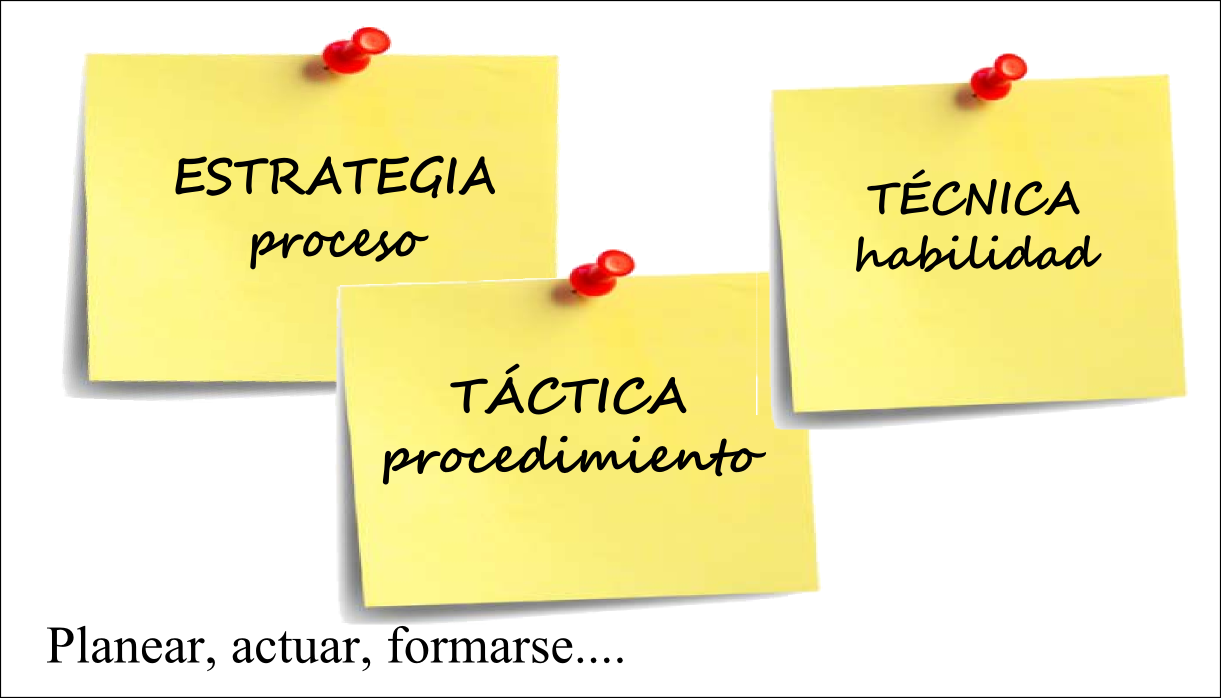 ESTRATEGIA
proceso
TÉCNICA
habilidad
TÁCTICA
procedimiento
Planear, actuar, formarse....